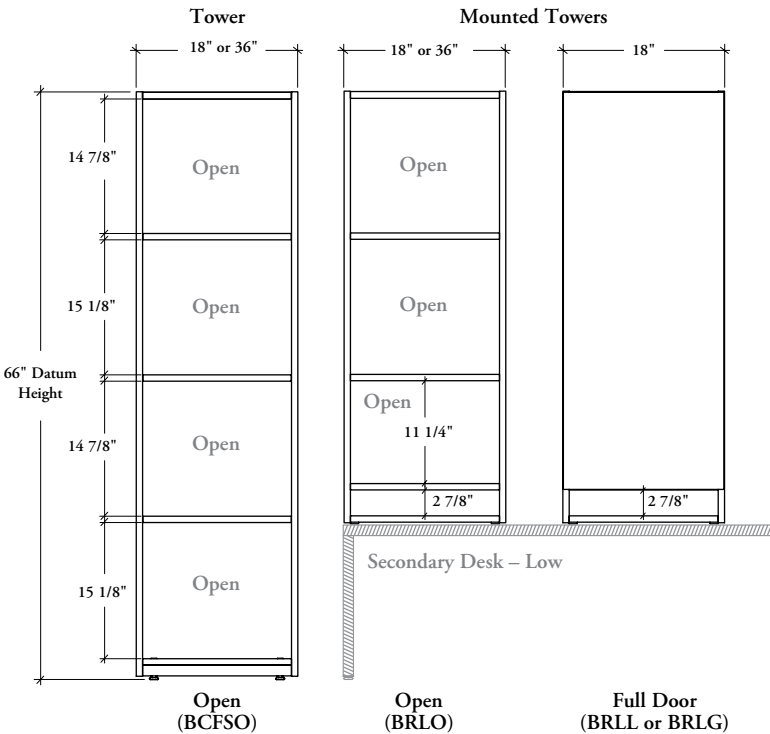 Tower
Mounted Towers
18" or 36"
18" or 36"
18"
14 7/8"
Open
Open
15 1/8"
Open
Open
66" Datum
Height
Open
11 1/4"
14 7/8"
Open
2 7/8"
2 7/8"
Secondary Desk – Low
15 1/8"
Open
Open
(BCFSO)
Open
(BRLO)
Full Door
(BRLL or BRLG)